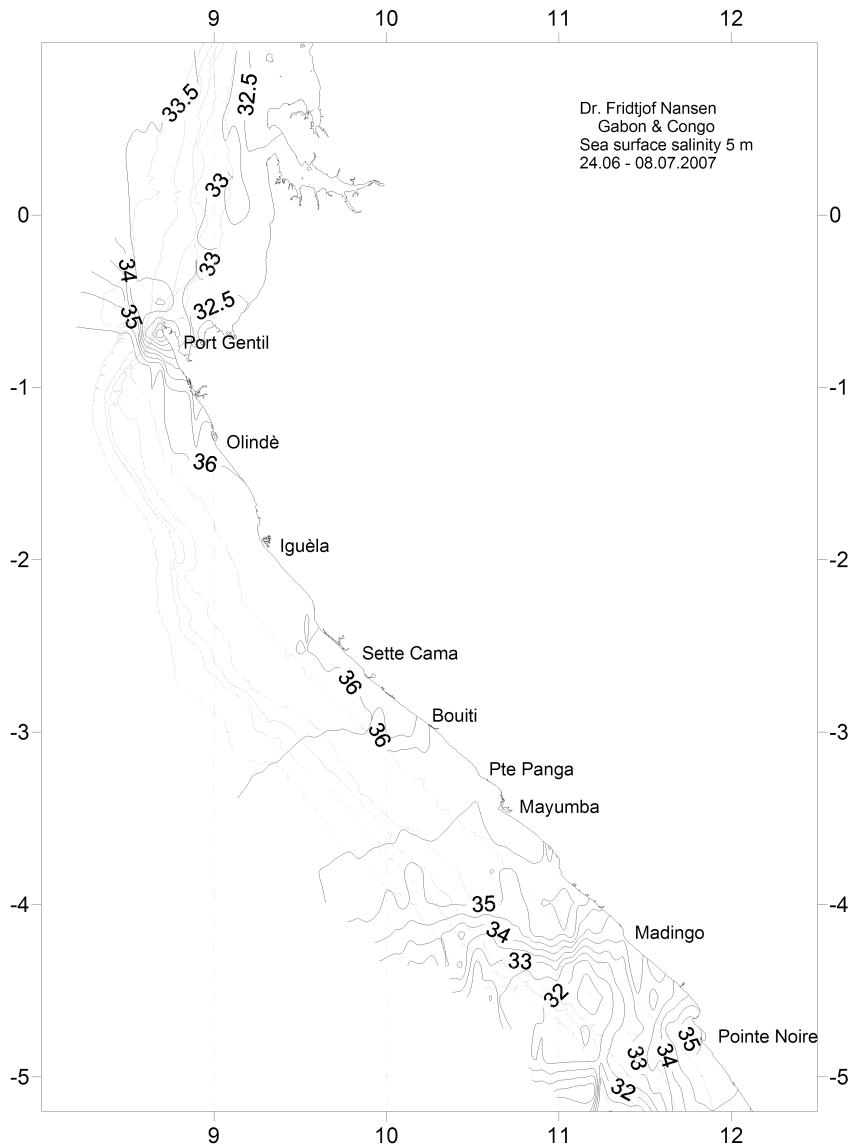 9 10 11 12
33.5
32.5
Dr. Fridtjof Nansen
Gabon & Congo
Sea surface salinity 5 m
24.06 - 08.07.2007
33
0 0
33
34
32.5
35
Port Gentil
-1 -1
Olindè
36
Iguèla
-2 -2
Sette Cama
36
Bouiti
36
-3 -3
Pte Panga
Mayumba
35
-4 -4
34
Madingo
33
32
35
Pointe Noire
33
34
32
-5 -5
9 10 11 12